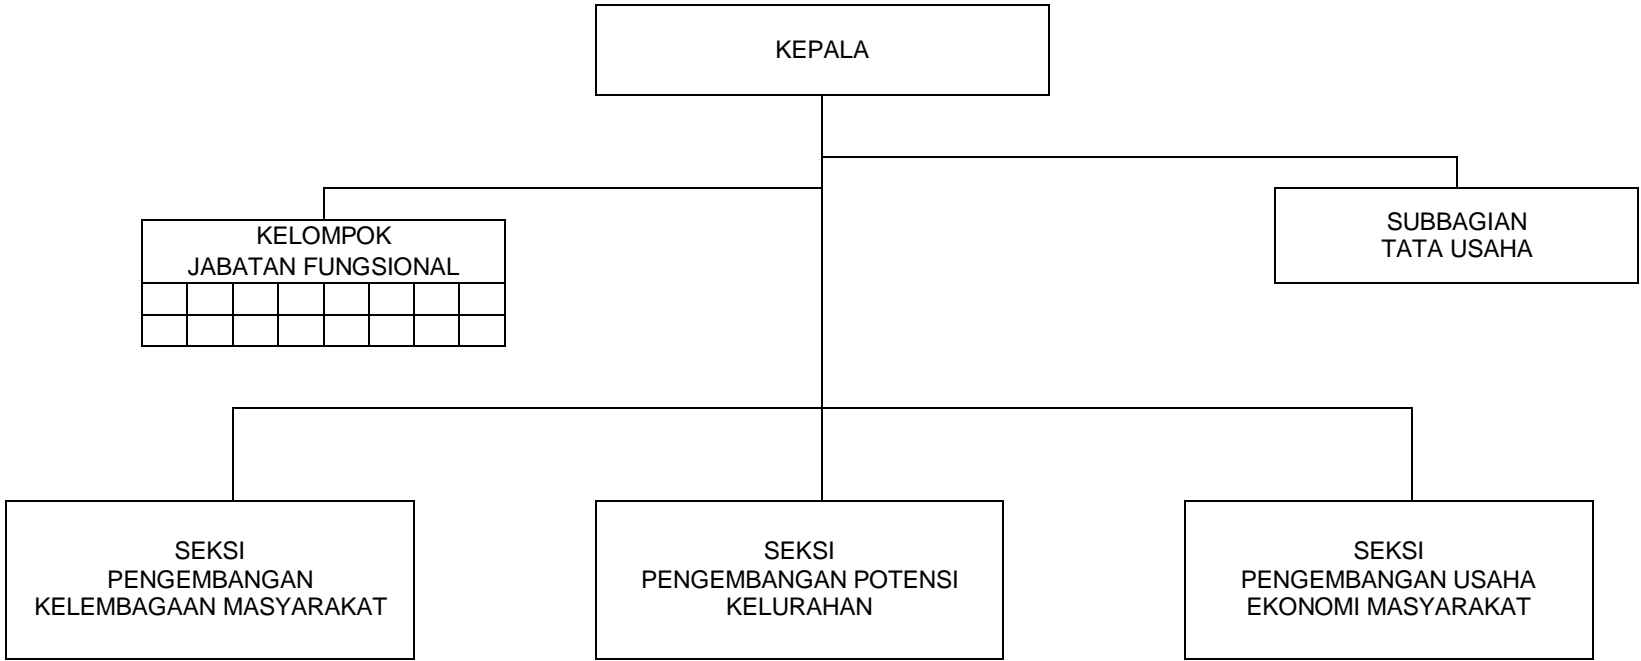 KEPALA
SUBBAGIAN
TATA USAHA
KELOMPOK
JABATAN FUNGSIONAL
SEKSI
PENGEMBANGAN
KELEMBAGAAN MASYARAKAT
SEKSI
PENGEMBANGAN POTENSI
KELURAHAN
SEKSI
PENGEMBANGAN USAHA
EKONOMI MASYARAKAT